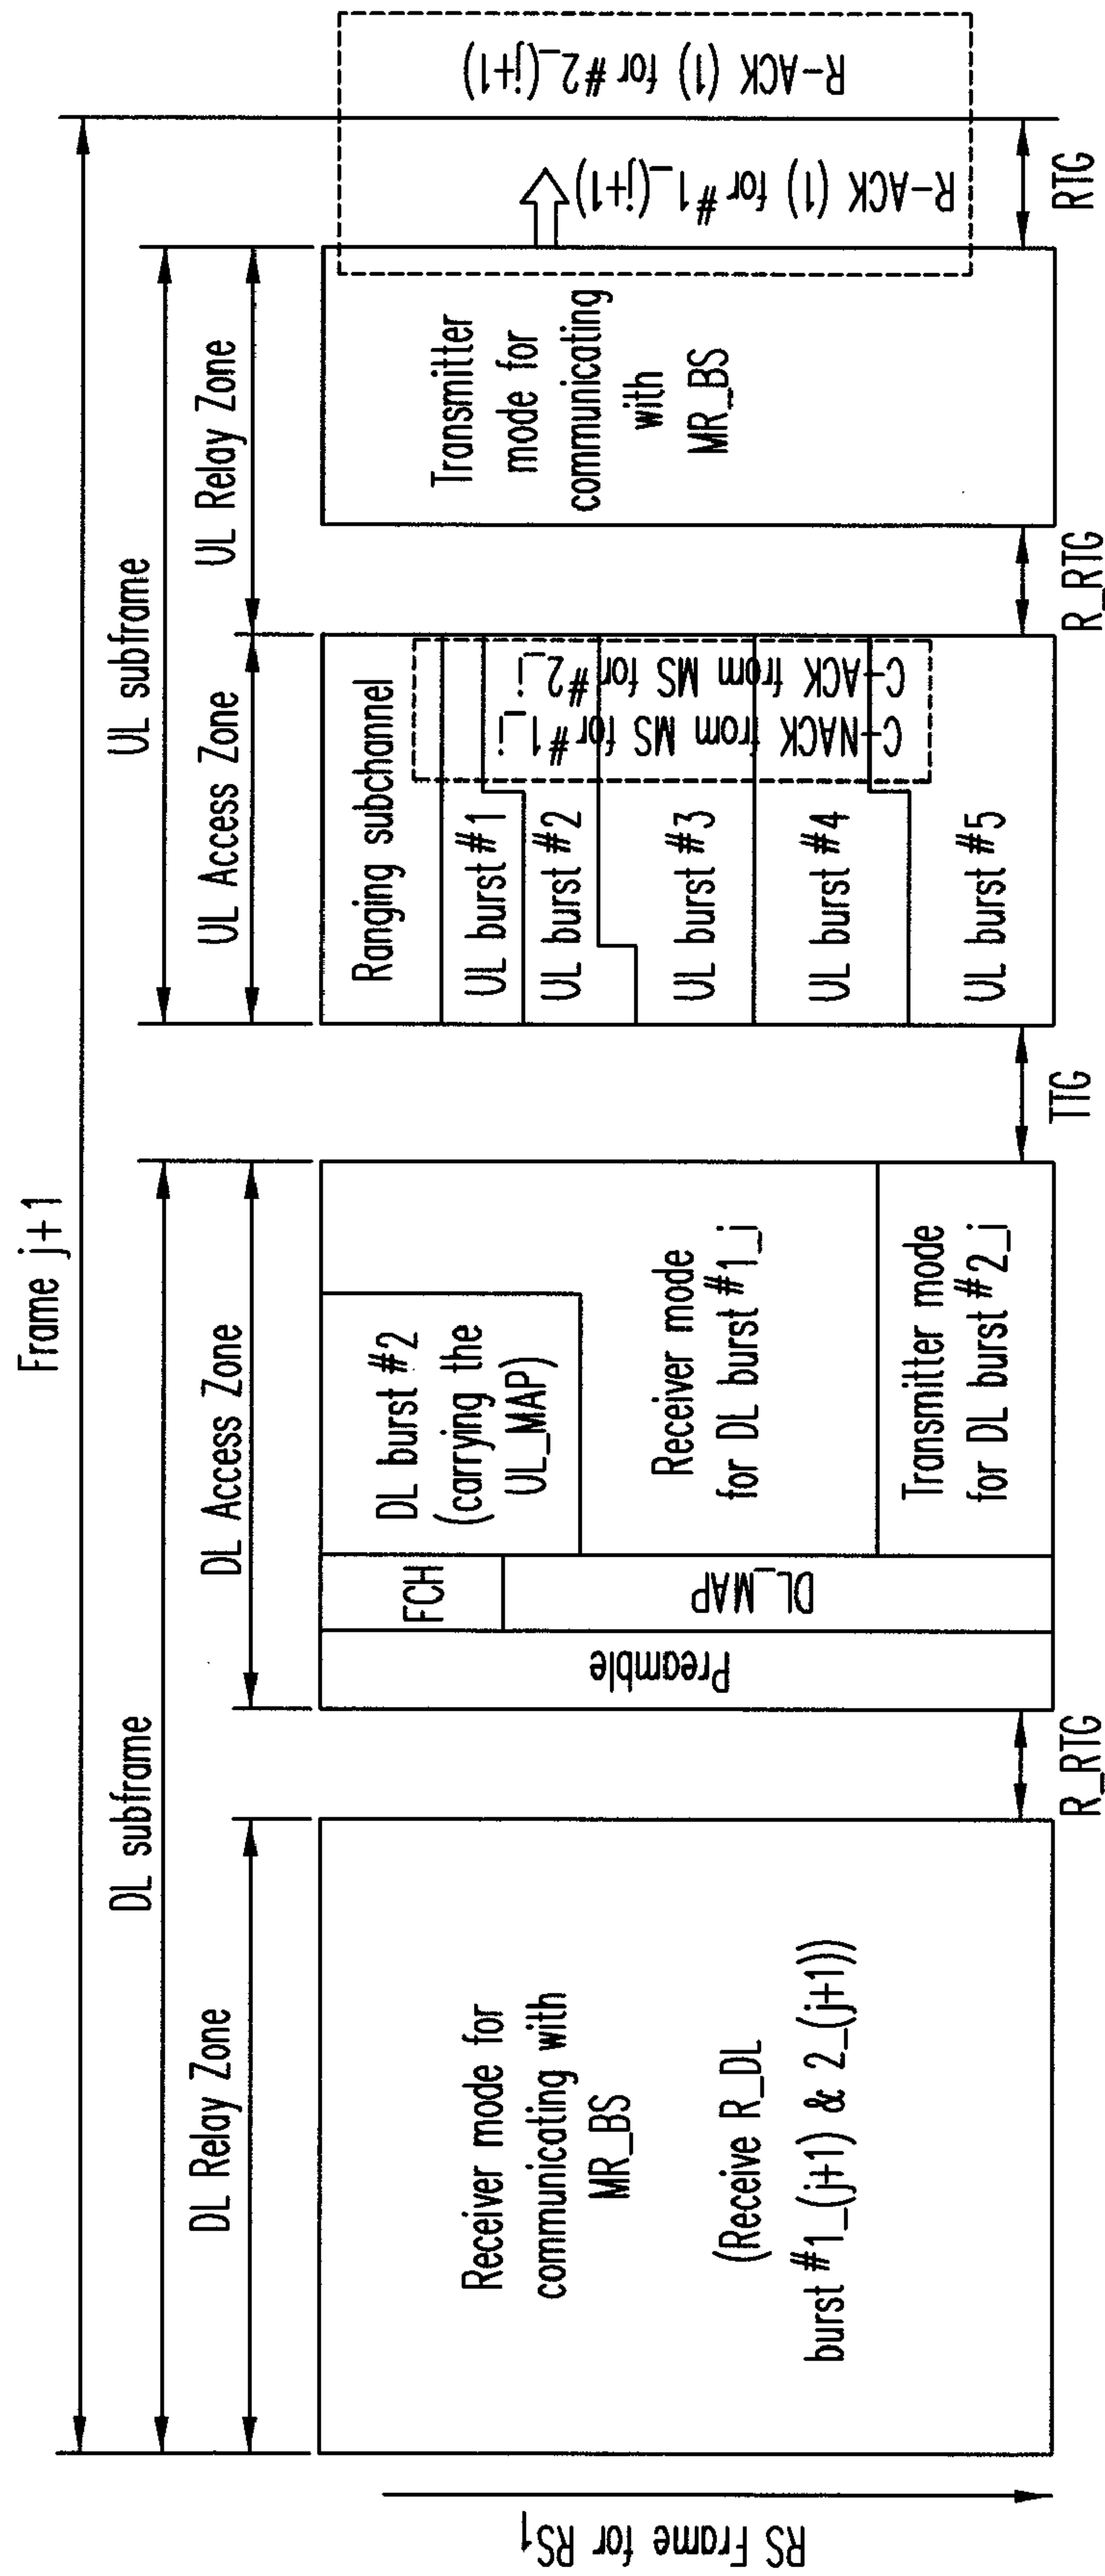 Frame j+1
DL subframe
UL subframe
DL Relay Zone
DL Access Zone
UL Access Zone
UL Relay Zone
RS Frame for RS1
Receiver mode for
communicating with
MR_BS
(Receive R_DL
burst #1_(j+1) & 2_(j+1))
R_RTG
Preamble
FCH
DL_MAP
DL burst #2
(carrying the
UL_MAP)
Receiver mode
for DL burst #1_j
Transmitter mode
for DL burst #2_j
TTG
Ranging subchannel
UL burst #1
UL burst #2
UL burst #3
UL burst #4
UL burst #5
C-NACK from MS for #1_j
C-ACK from MS for #2_j
R_RTG
Transmitter
mode for
communicating
with
MR_BS
R-ACK (1) for #1_(j+1)
R-ACK (1) for #2_(j+1)
RTG